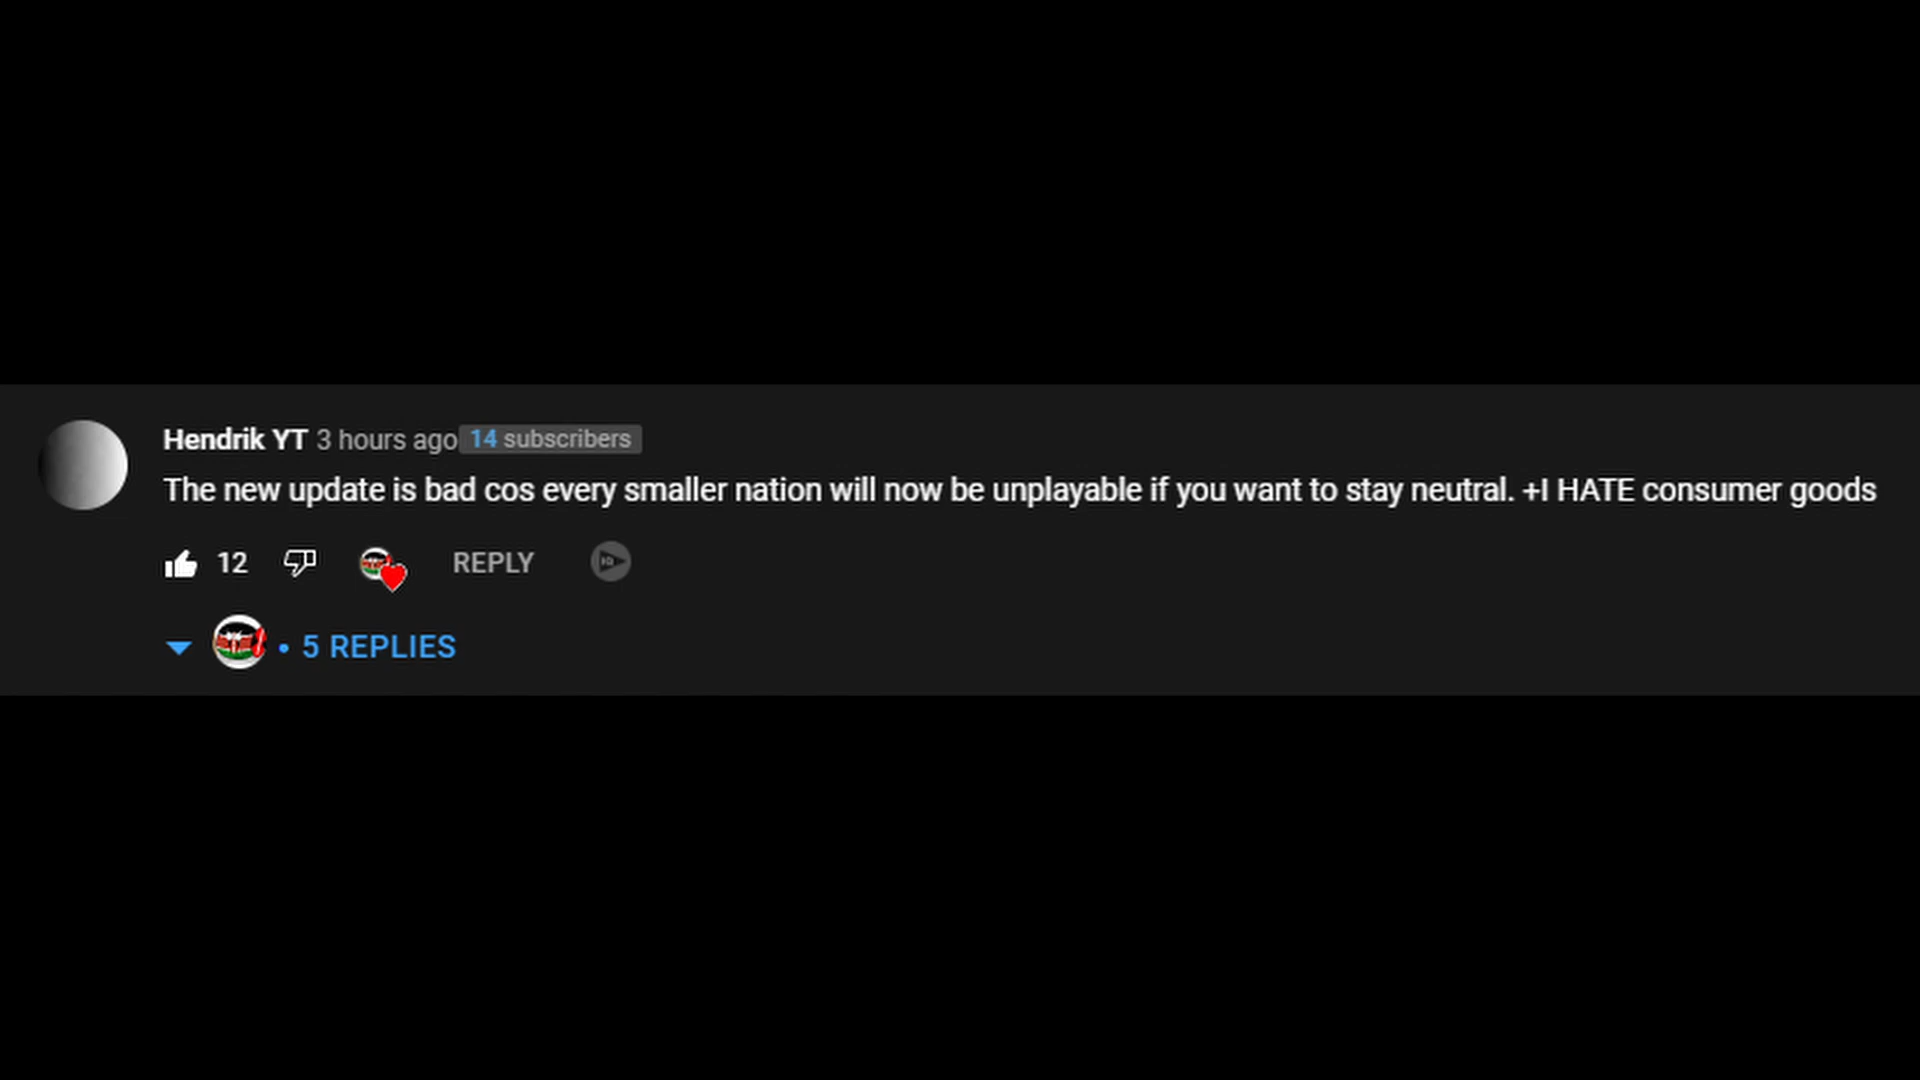 Hendrik YT 3 hours ago 14 subscribers
The new update is bad cos every smaller nation will now be unplayable if you want to stay neutral. +I HATE consumer goods
12 REPLY
• 5 REPLIES